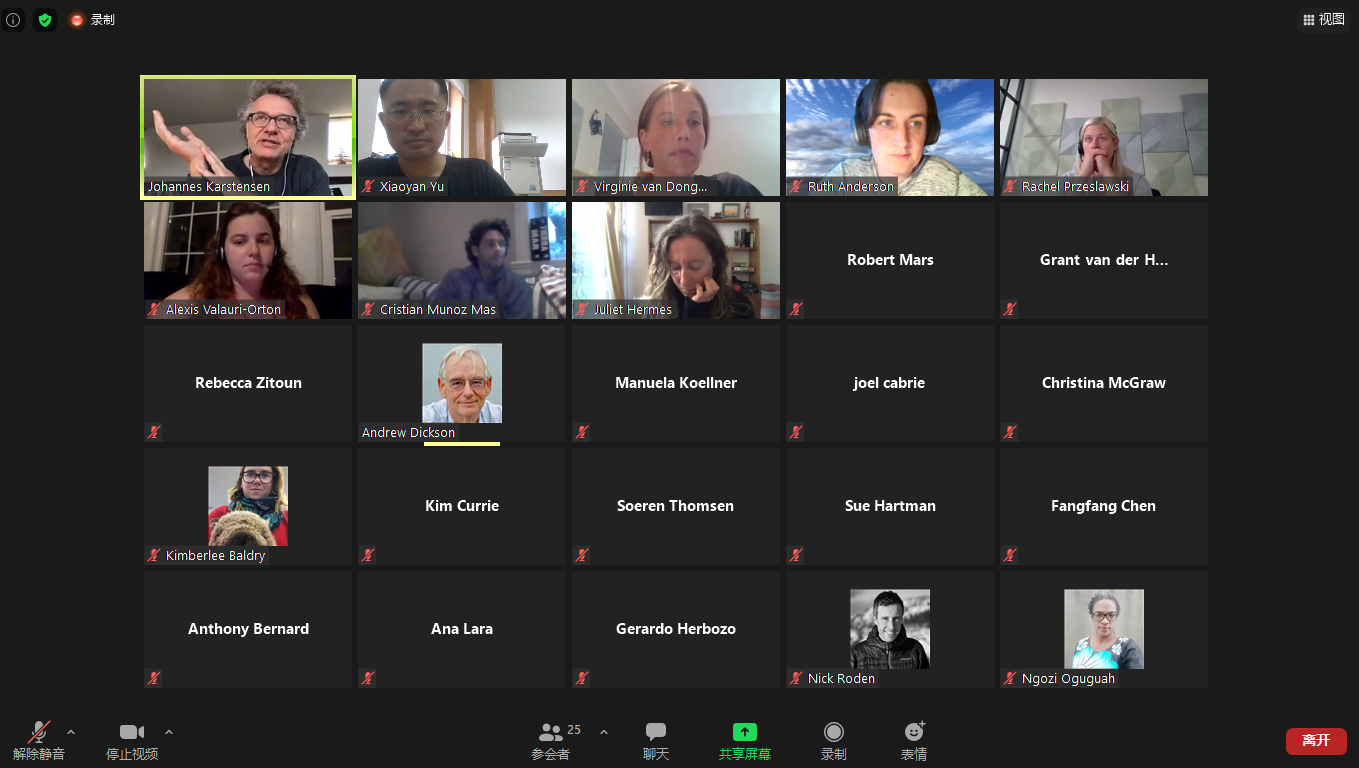 录制
视图
Johannes Karstensen
Xiaoyan Yu
Virginie van Dong...
Ruth Anderson
Rachel Przeslawski
Alexis Valauri-Orton
Cristian Munoz Mas
Juliet Hermes
Robert Mars
Grant van der H...
Rebecca Zitoun
Andrew Dickson
Manuela Koellner
joel cabrie
Christina McGraw
Kimberlee Baldry
Kim Currie
Soeren Thomsen
Sue Hartman
Fangfang Chen
Anthony Bernard
Ana Lara
Gerardo Herbozo
Nick Roden
Ngozi Oguguah
解除静音
停止视频
25
参会者
聊天
共享屏幕
录制
表情
离开